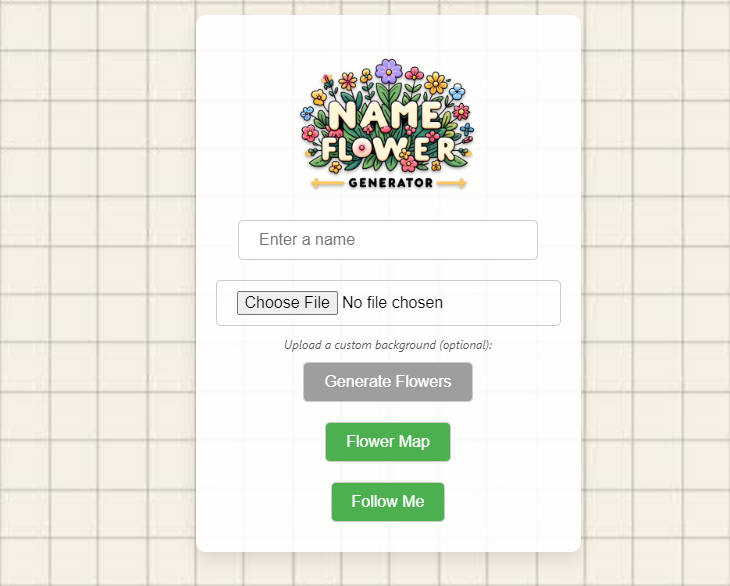 NAME
FLOWER
GENERATOR
Enter a name
Choose File No file chosen
Upload a custom background (optional):
Generate Flowers
Flower Map
Follow Me